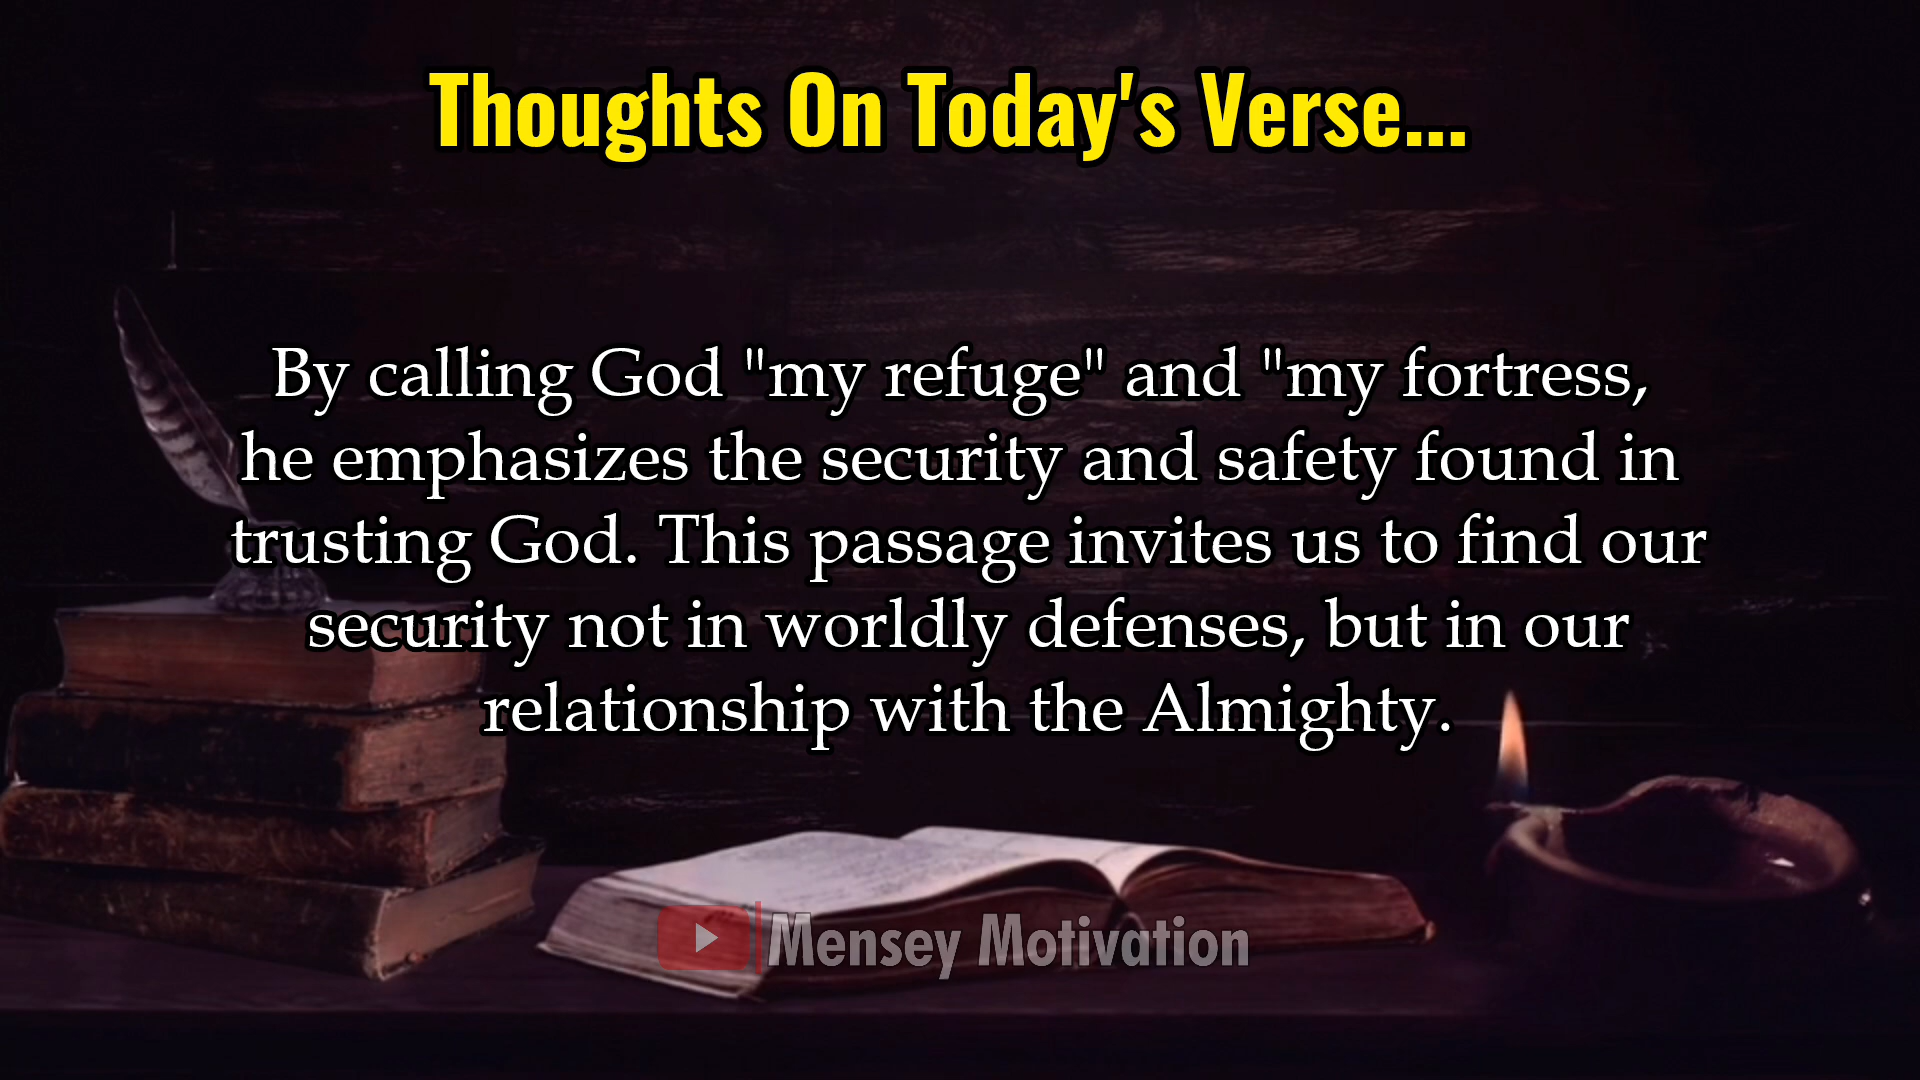 Thoughts On Today's Verse...
By calling God "my refuge" and "my fortress,
he emphasizes the security and safety found in
trusting God. This passage invites us to find our
security not in worldly defenses, but in our
relationship with the Almighty.
Mensey Motivation